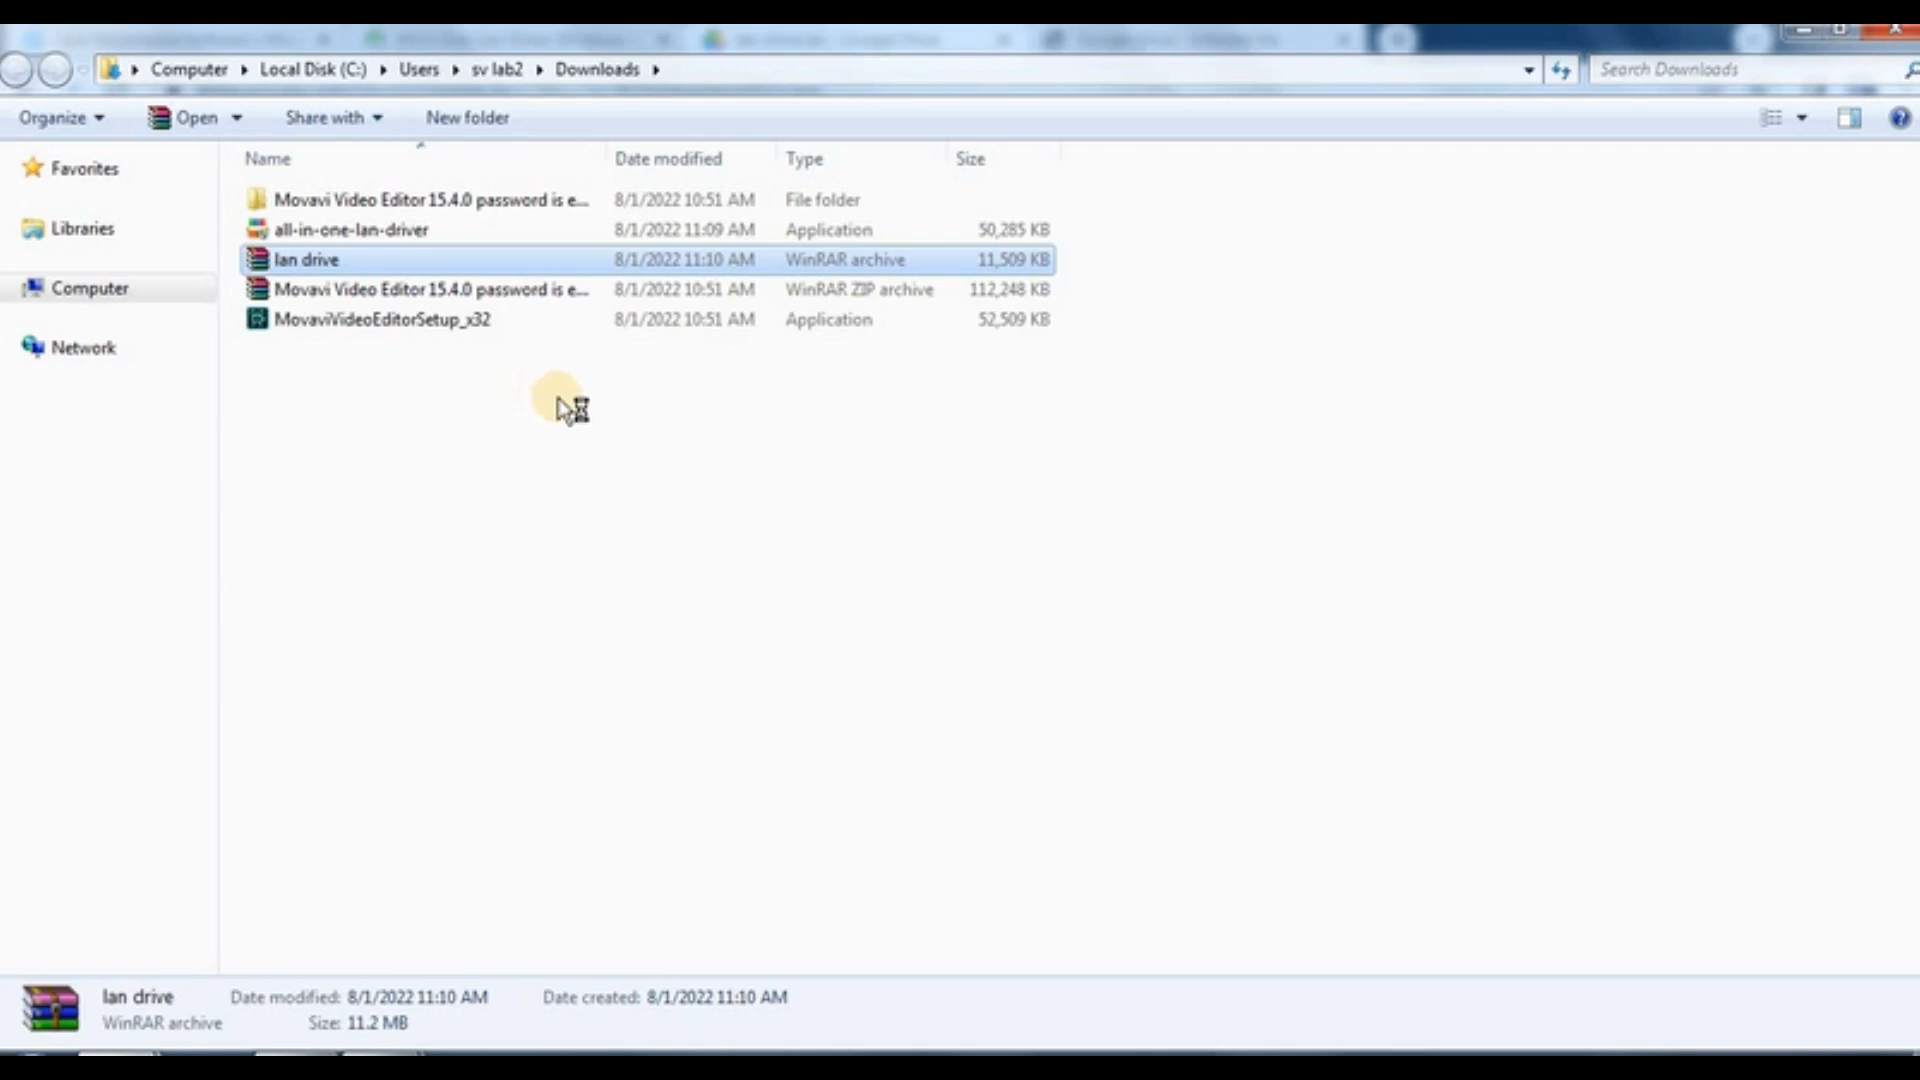 Computer Local Disk (C:) Users sv lab2 Downloads Search Downloads
Organize Open Share with New folder
Name Date modified Type Size
Favorites
Movavi Video Editor 15.4.0 password is e... 8/1/2022 10:51 AM File folder
all-in-one-lan-driver 8/1/2022 11:09 AM Application 50,285 KB
Libraries
lan drive 8/1/2022 11:10 AM WinRAR archive 11,509 KB
Computer
Movavi Video Editor 15.4.0 password is e... 8/1/2022 10:51 AM WinRAR ZIP archive 112,248 KB
MovaviVideoEditorSetup_x32 8/1/2022 10:51 AM Application 52,509 KB
Network
lan drive Date modified: 8/1/2022 11:10 AM Date created: 8/1/2022 11:10 AM
WinRAR archive Size: 11.2 MB